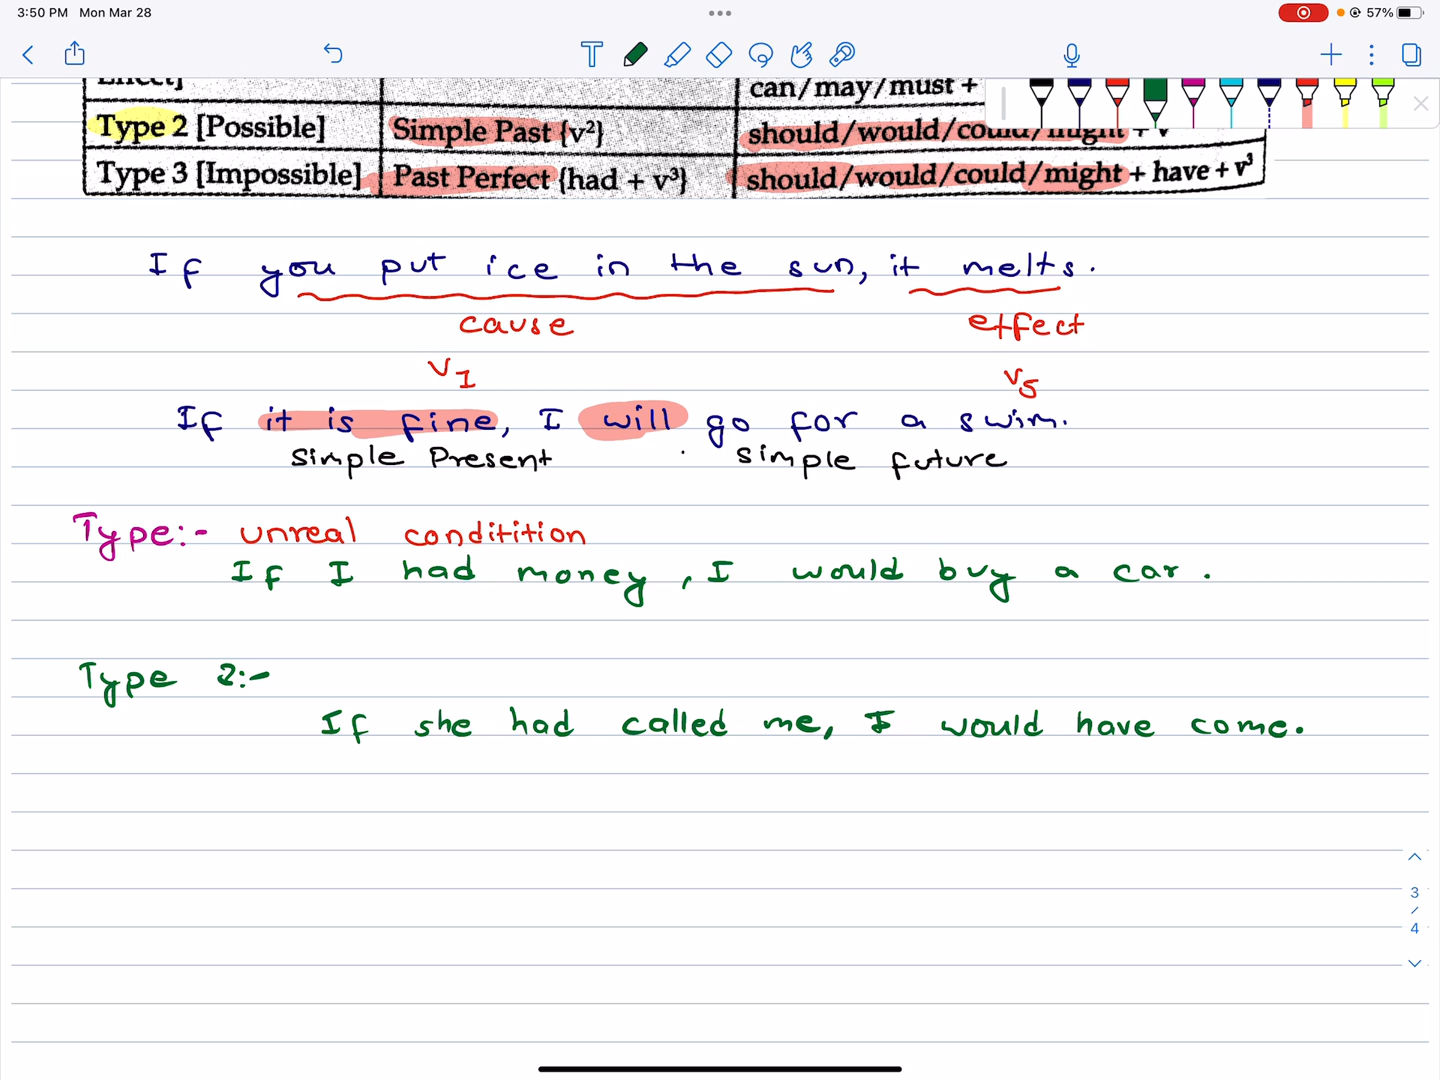 3:50 PM Mon Mar 28
57%
can/may/must +
Type 2 [Possible] Simple Past {v²} should/would/could/might + v
Type 3 [Impossible] Past Perfect {had + v³} should/would/could/might + have + v³
If you put ice in the sun, it melts.
cause effect
V1 V5
If it is fine, I will go for a swim.
Simple Present simple future
Type:- unreal conditition
If I had money, I would buy a car.
Type 2:-
If she had called me, I would have come.
3
/
4